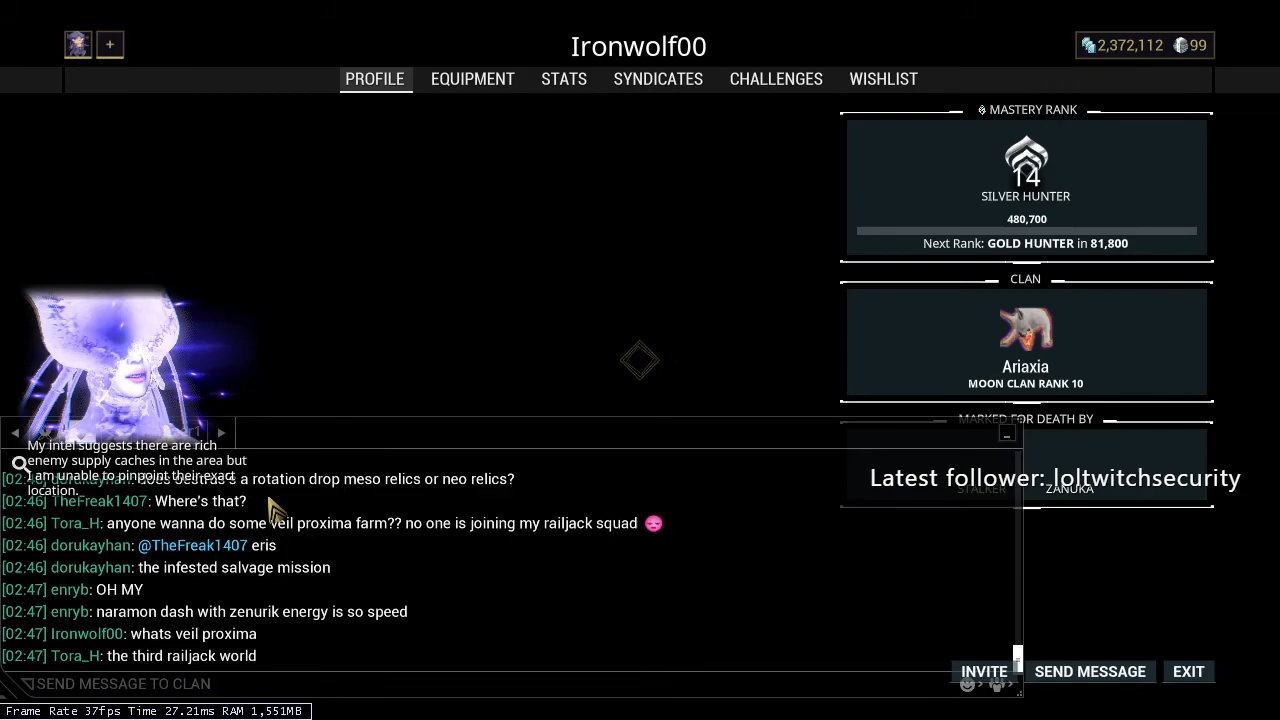 Ironwolf00
2,372,112 99
PROFILE EQUIPMENT STATS SYNDICATES CHALLENGES WISHLIST
MASTERY RANK
14
SILVER HUNTER
480,700
Next Rank: GOLD HUNTER in 81,800
CLAN
Ariaxia
MOON CLAN RANK 10
MARKED FOR DEATH BY
STALKER ZANUKA
Latest follower: loltwitchsecurity
My intel suggests there are rich
enemy supply caches in the area but
I am unable to pinpoint their exact
location.
a rotation drop meso relics or neo relics?
[02:46] TheFreak1407: Where's that?
[02:46] Tora_H: anyone wanna do some veil proxima farm?? no one is joining my railjack squad
[02:46] dorukayhan: @TheFreak1407 eris
[02:46] dorukayhan: the infested salvage mission
[02:47] enryb: OH MY
[02:47] enryb: naramon dash with zenurik energy is so speed
[02:47] Ironwolf00: whats veil proxima
[02:47] Tora_H: the third railjack world
SEND MESSAGE TO CLAN
INVITE SEND MESSAGE EXIT
Frame Rate 37fps Time 27.21ms RAM 1,551MB